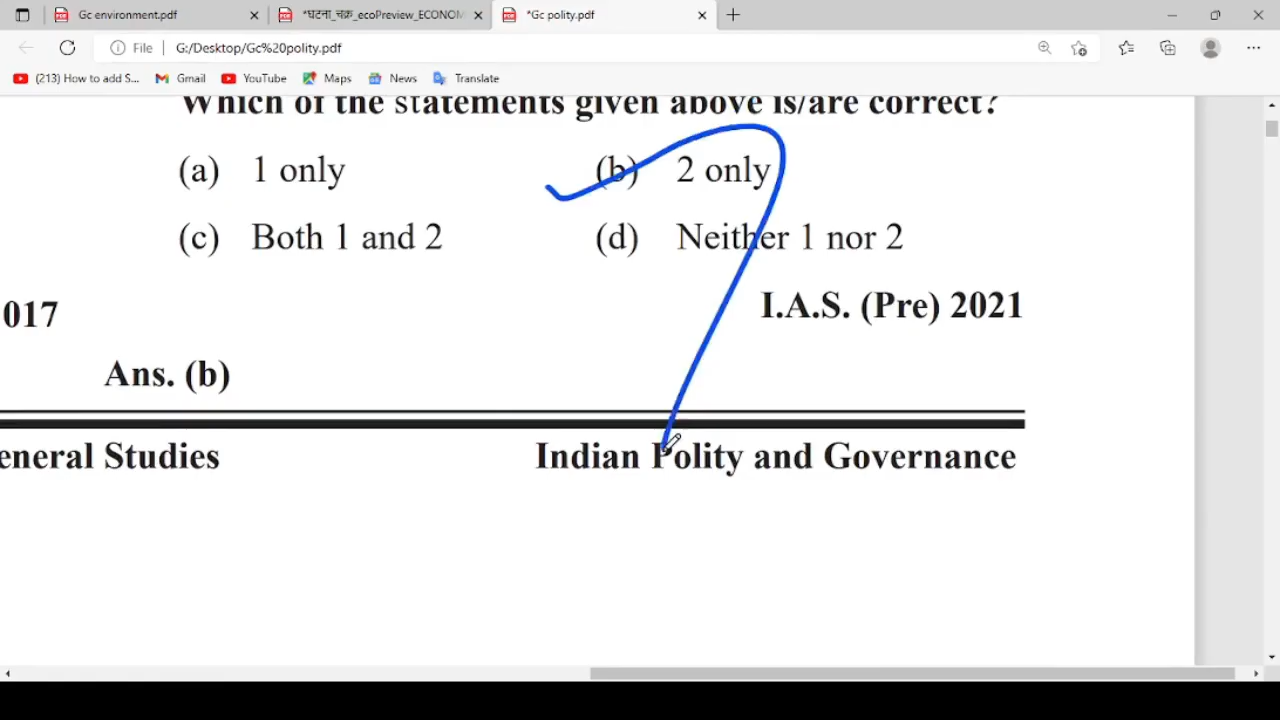 Gc environment.pdf
*घटना_चक्र_ecoPreview_ECONOM
*Gc polity.pdf
File
G:/Desktop/Gc%20polity.pdf
(213) How to add S...
Gmail
YouTube
Maps
News
Translate
Which of the statements given above is/are correct?
(a) 1 only
(b) 2 only
(c) Both 1 and 2
(d) Neither 1 nor 2
I.A.S. (Pre) 2021
017
Ans. (b)
eneral Studies
Indian Polity and Governance